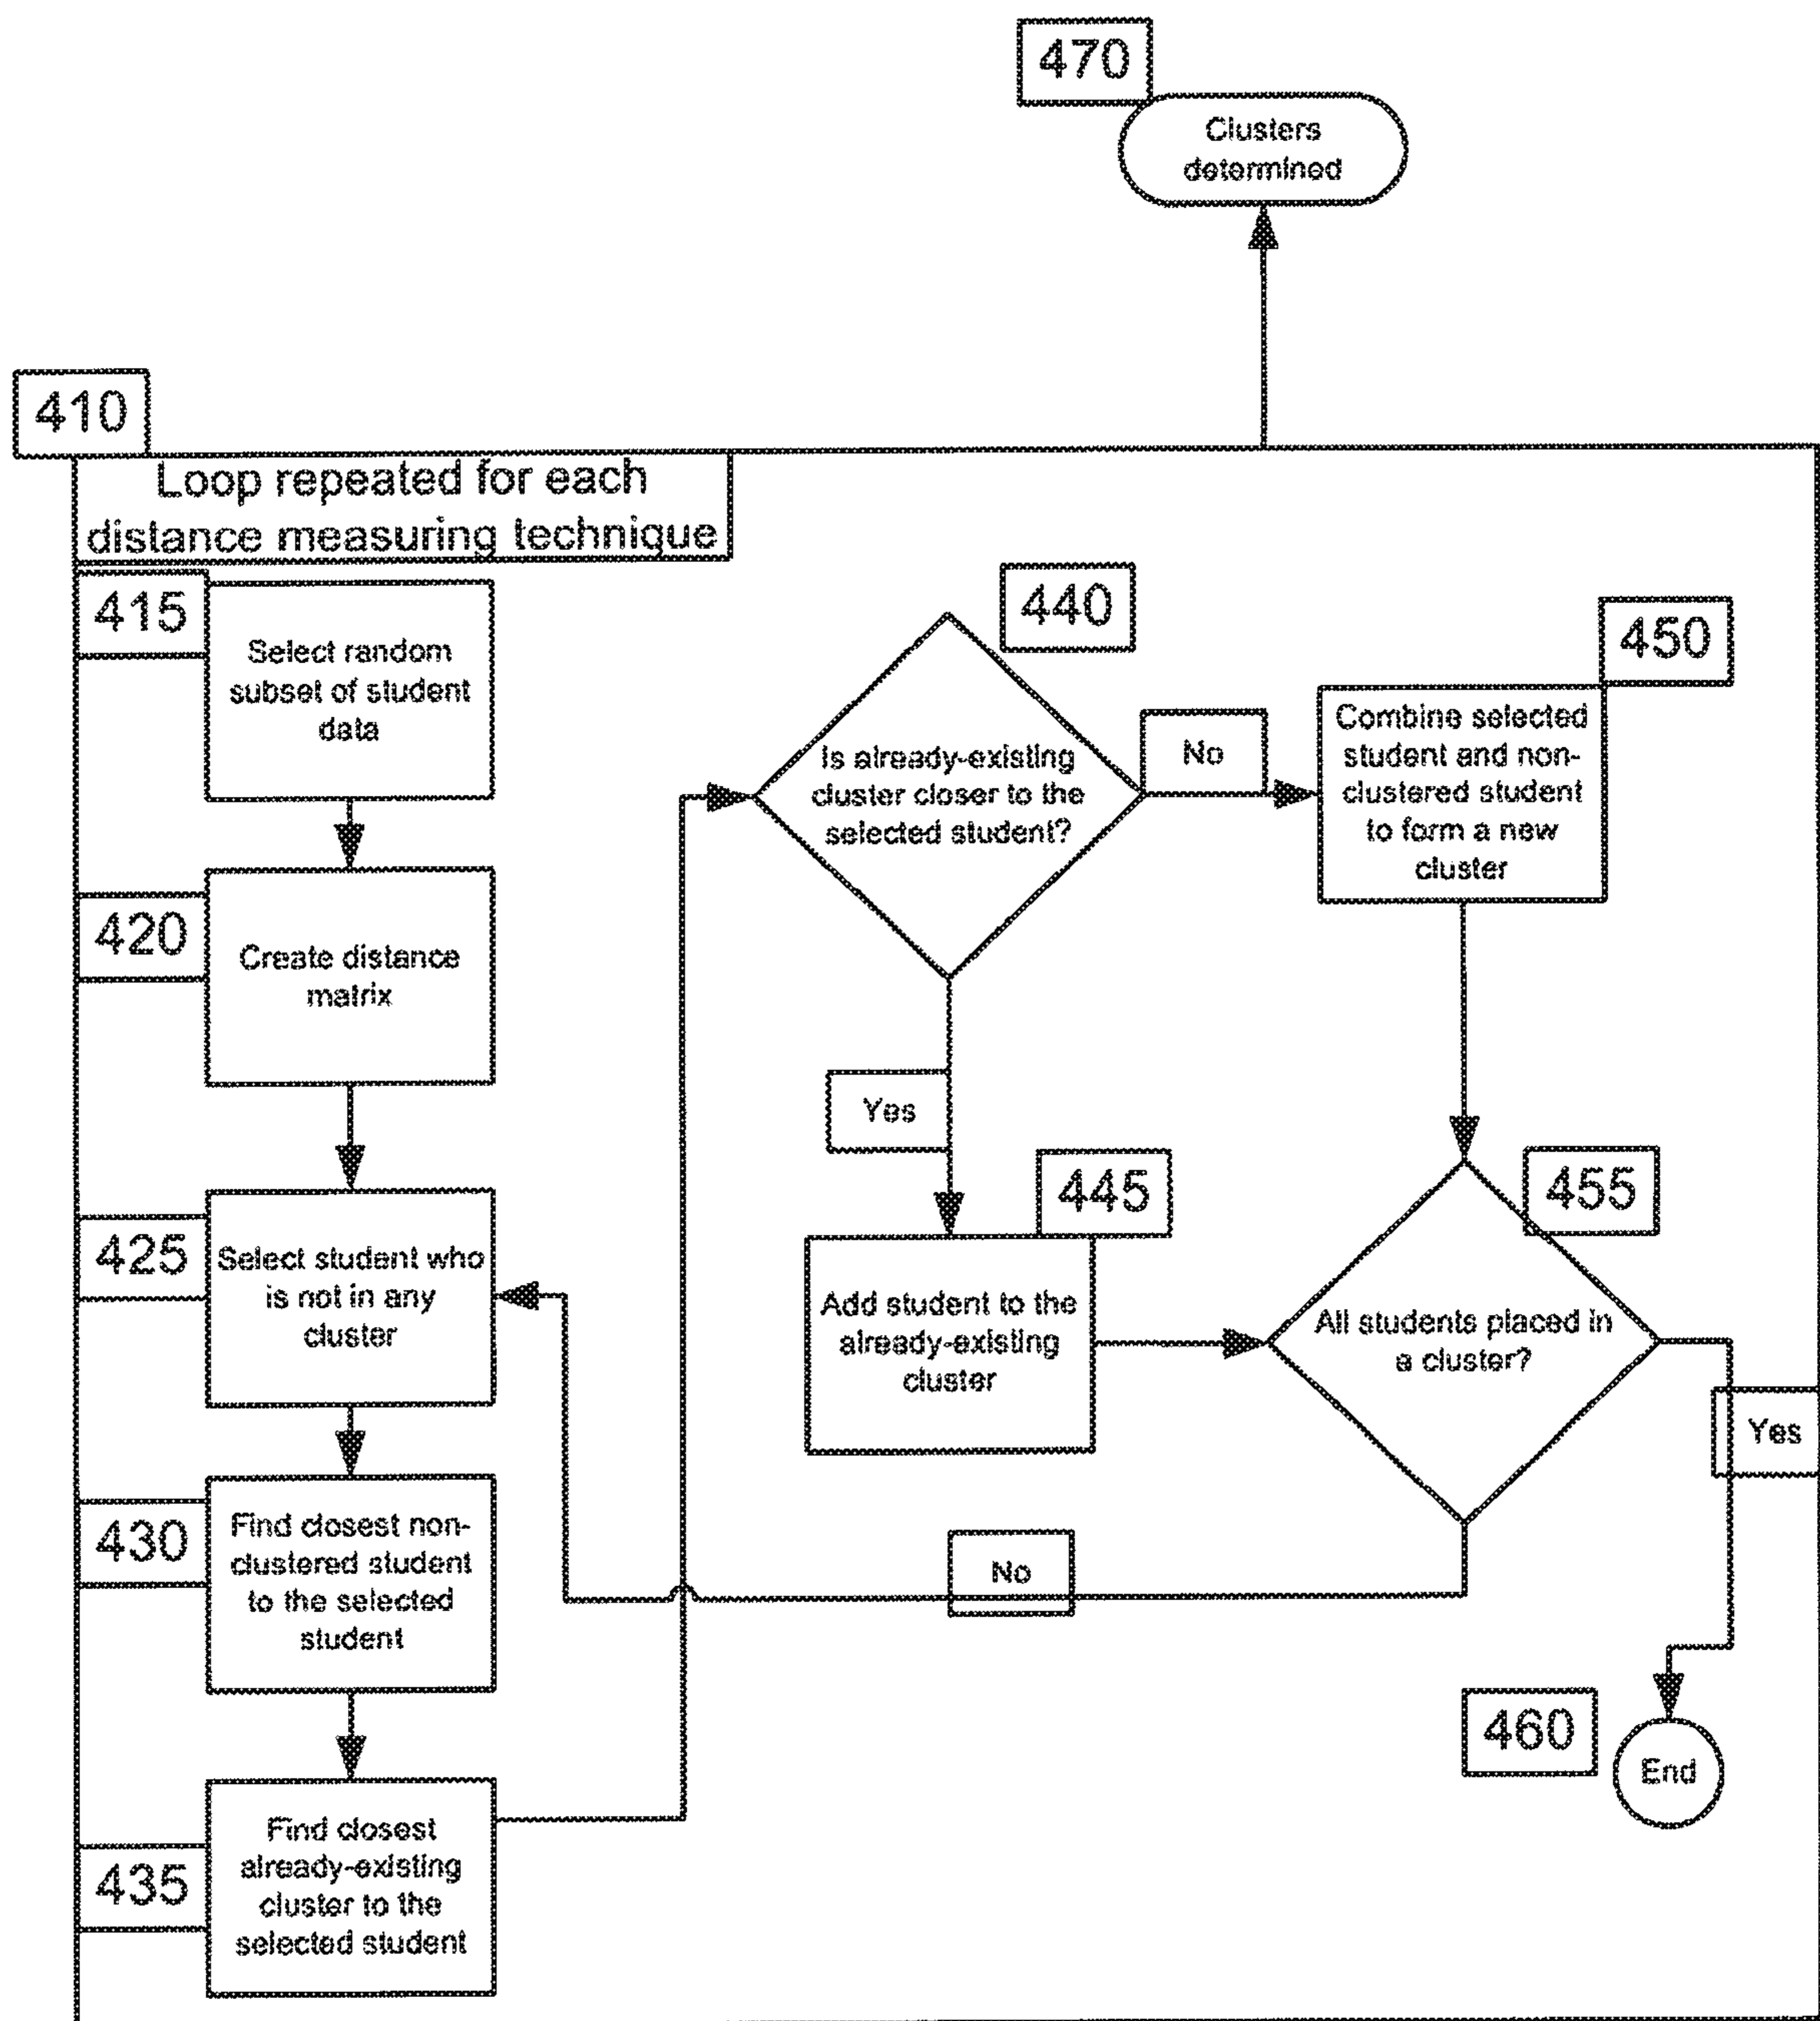 470
Clusters
determined
410
Loop repeated for each
distance measuring technique
415
Select random
subset of student
data
420
Create distance
matrix
425
Select student who
is not in any
cluster
430
Find closest non-
clustered student
to the selected
student
435
Find closest
already-existing
cluster to the
selected student
440
Is already-existing
cluster closer to the
selected student?
No
Yes
450
Combine selected
student and non-
clustered student
to form a new
cluster
445
Add student to the
already-existing
cluster
455
All students placed in
a cluster?
Yes
No
460
End